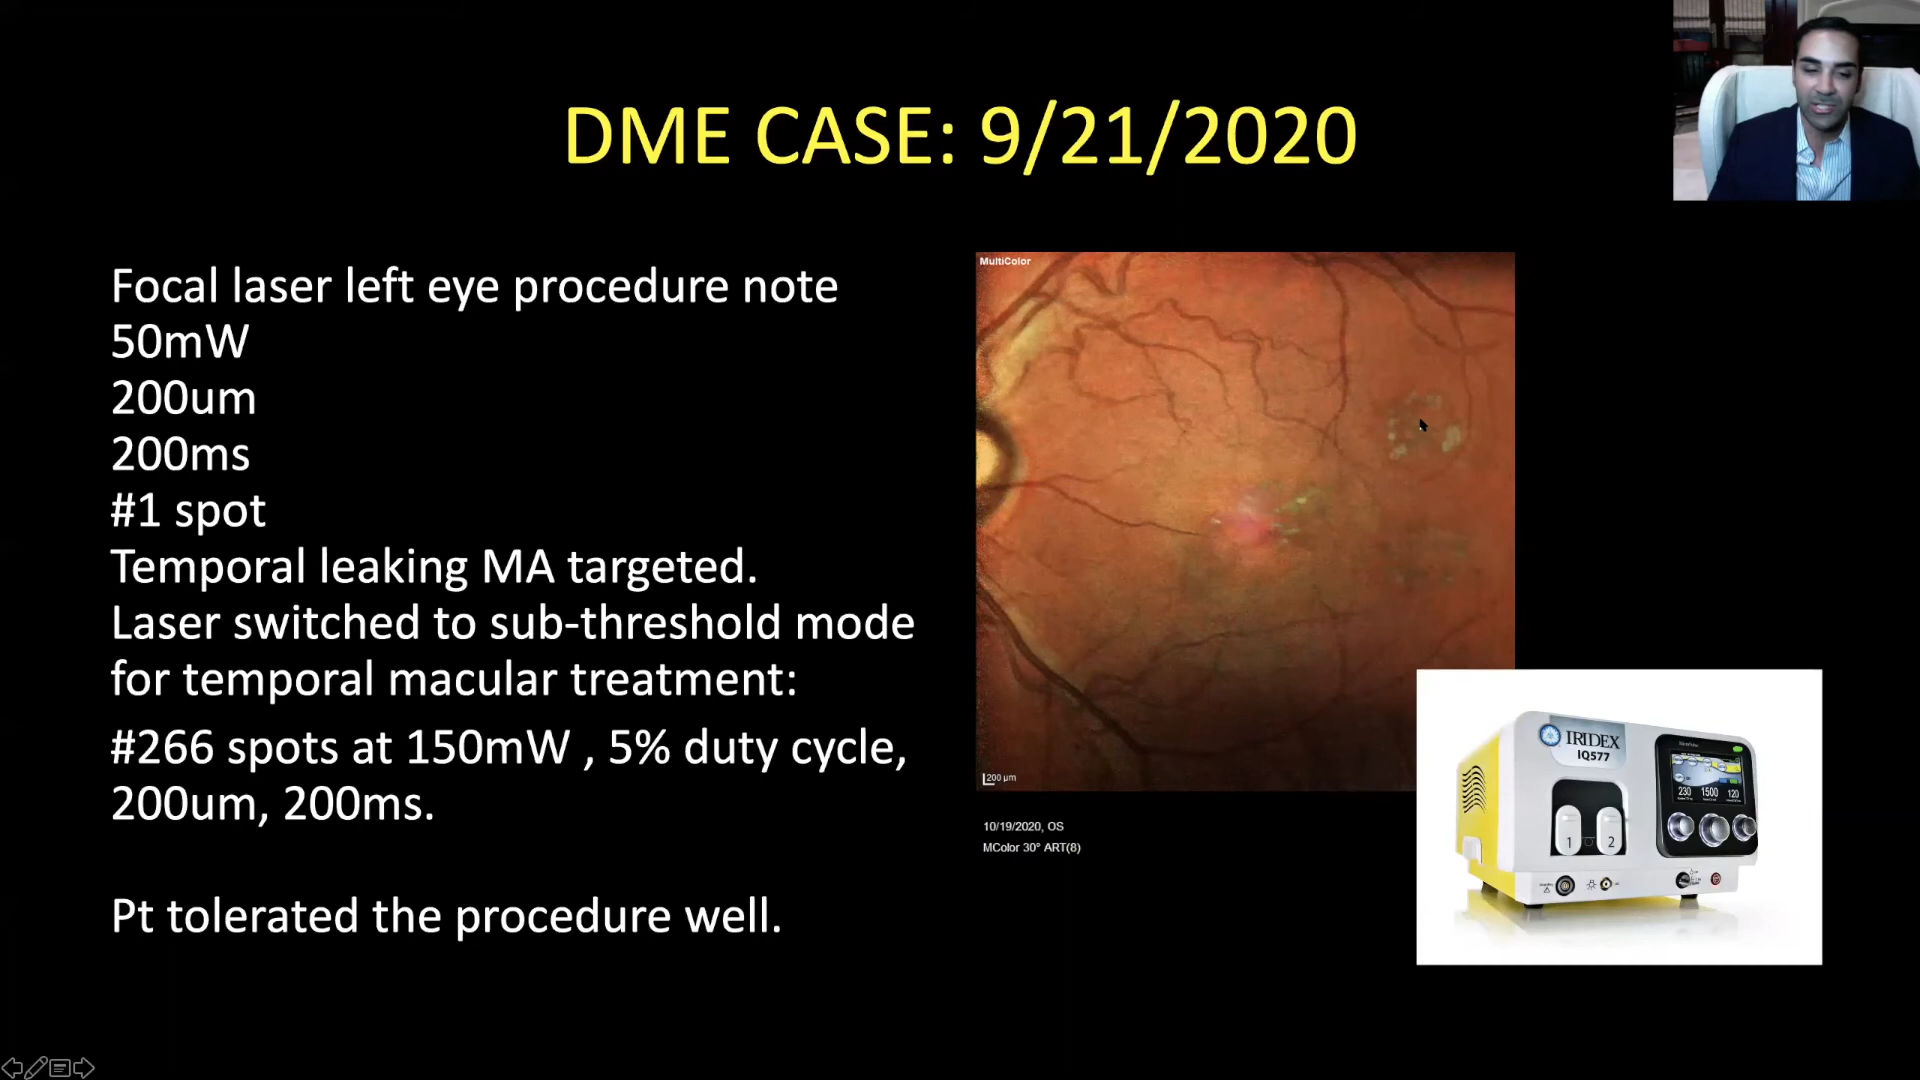 DME CASE: 9/21/2020
Focal laser left eye procedure note
50mW
200um
200ms
#1 spot
Temporal leaking MA targeted.
Laser switched to sub-threshold mode
for temporal macular treatment:
#266 spots at 150mW , 5% duty cycle,
200um, 200ms.
Pt tolerated the procedure well.
MultiColor
200 µm
10/19/2020, OS
MColor 30° ART(8)
IRIDEX
IQ577
230 1500 120
1 2